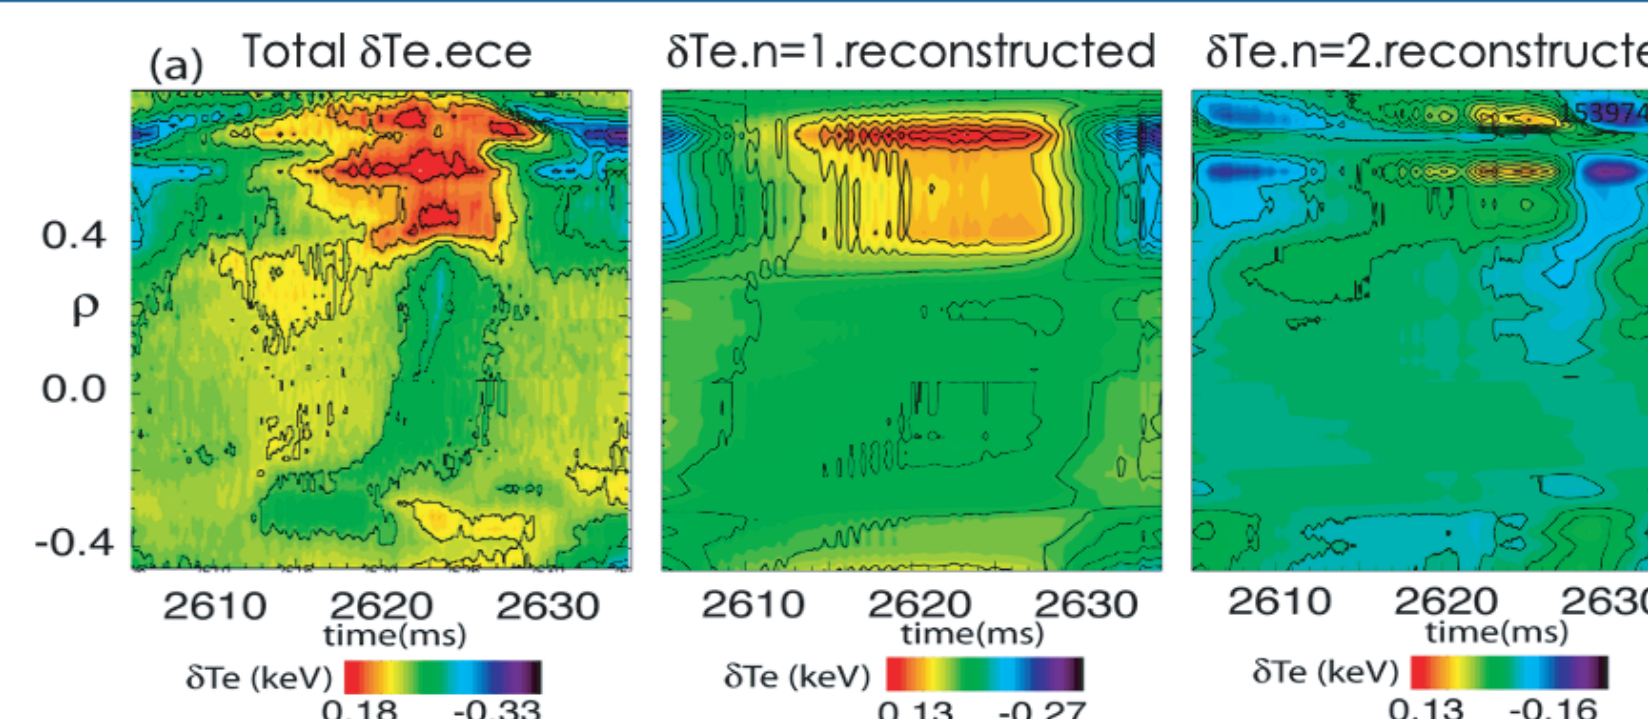 (a) Total δTe.ece
δTe.n=1.reconstructed
δTe.n=2.reconstructe
153974
0.4
ρ
0.0
-0.4
2610 2620 2630
time(ms)
δTe (keV)
0.18 -0.33
2610 2620 2630
time(ms)
δTe (keV)
0.13 -0.27
2610 2620 2630
time(ms)
δTe (keV)
0.13 -0.16